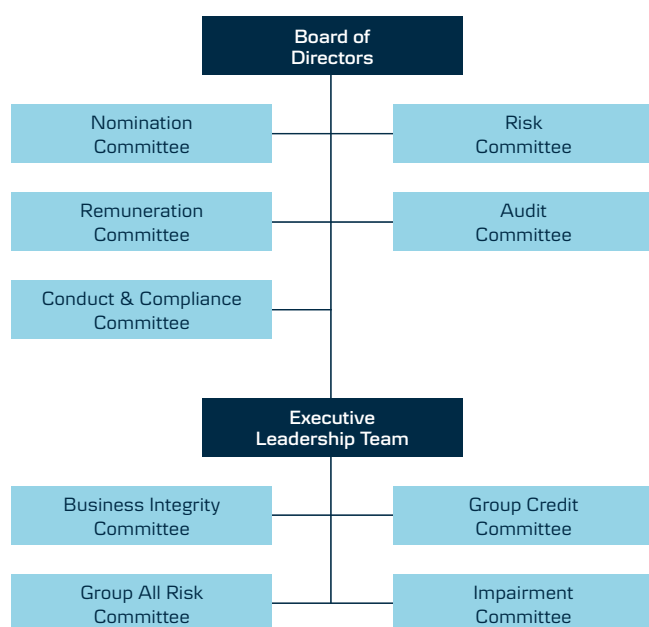 Board of
Directors
Nomination
Committee
Risk
Committee
Remuneration
Committee
Audit
Committee
Conduct & Compliance
Committee
Executive
Leadership Team
Business Integrity
Committee
Group Credit
Committee
Group All Risk
Committee
Impairment
Committee